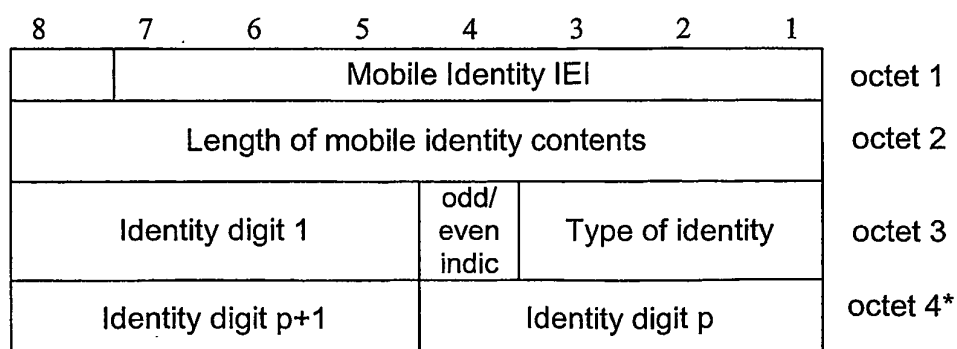 8 7 6 5 4 3 2 1
Mobile Identity IEI octet 1
Length of mobile identity contents octet 2
Identity digit 1 odd/ even indic Type of identity octet 3
Identity digit p+1 Identity digit p octet 4*